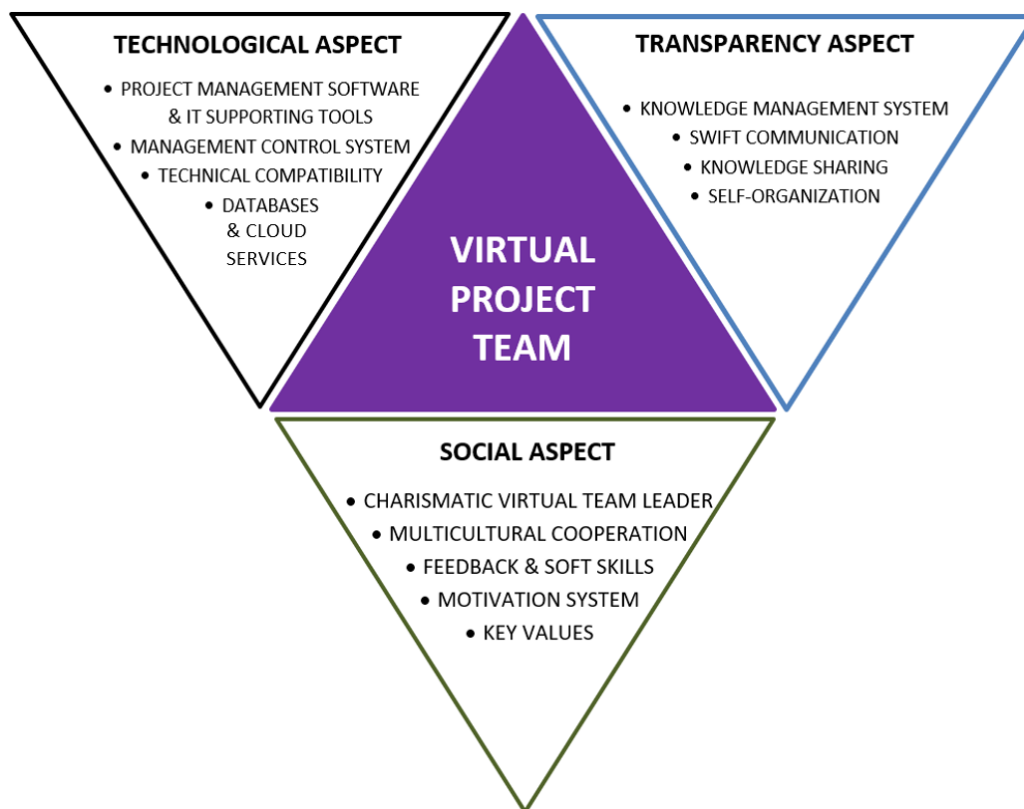 TECHNOLOGICAL ASPECT
• PROJECT MANAGEMENT SOFTWARE
& IT SUPPORTING TOOLS
• MANAGEMENT CONTROL SYSTEM
• TECHNICAL COMPATIBILITY
• DATABASES
& CLOUD
SERVICES
TRANSPARENCY ASPECT
• KNOWLEDGE MANAGEMENT SYSTEM
• SWIFT COMMUNICATION
• KNOWLEDGE SHARING
• SELF-ORGANIZATION
VIRTUAL
PROJECT
TEAM
SOCIAL ASPECT
• CHARISMATIC VIRTUAL TEAM LEADER
• MULTICULTURAL COOPERATION
• FEEDBACK & SOFT SKILLS
• MOTIVATION SYSTEM
• KEY VALUES